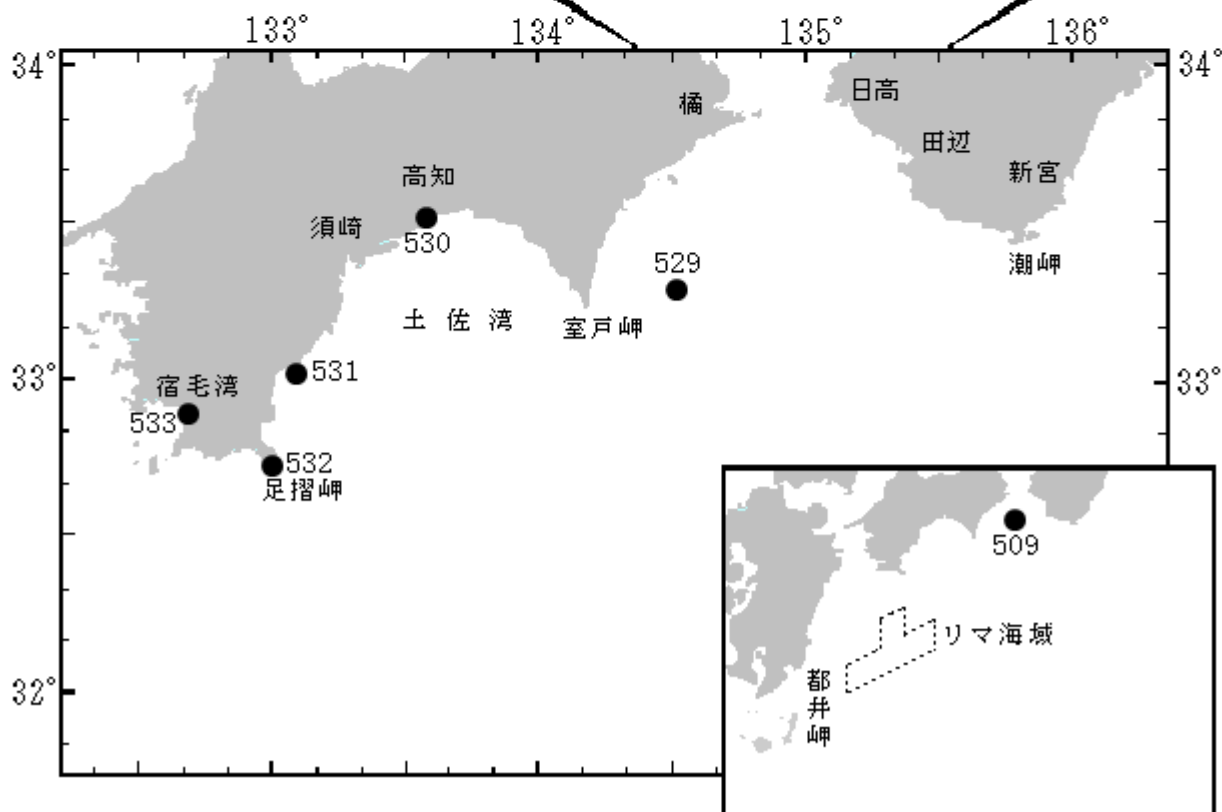 133°
134°
135°
136°
34°
34°
橘
日高
田辺
新宮
高知
須崎
530
潮岬
529
土佐湾
室戸岬
33°
33°
531
宿毛湾
533
532
足摺岬
509
リマ海域
都井岬
32°